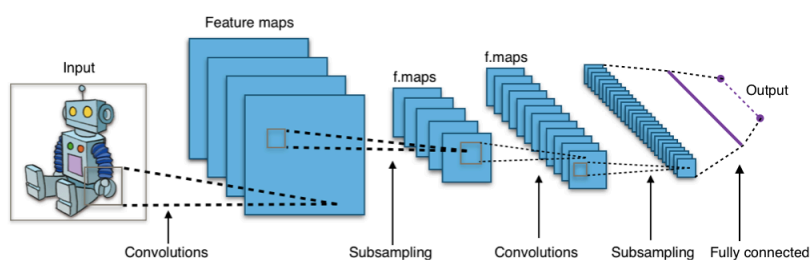 Feature maps
Input
f.maps
f.maps
Output
Convolutions
Subsampling
Convolutions
Subsampling
Fully connected